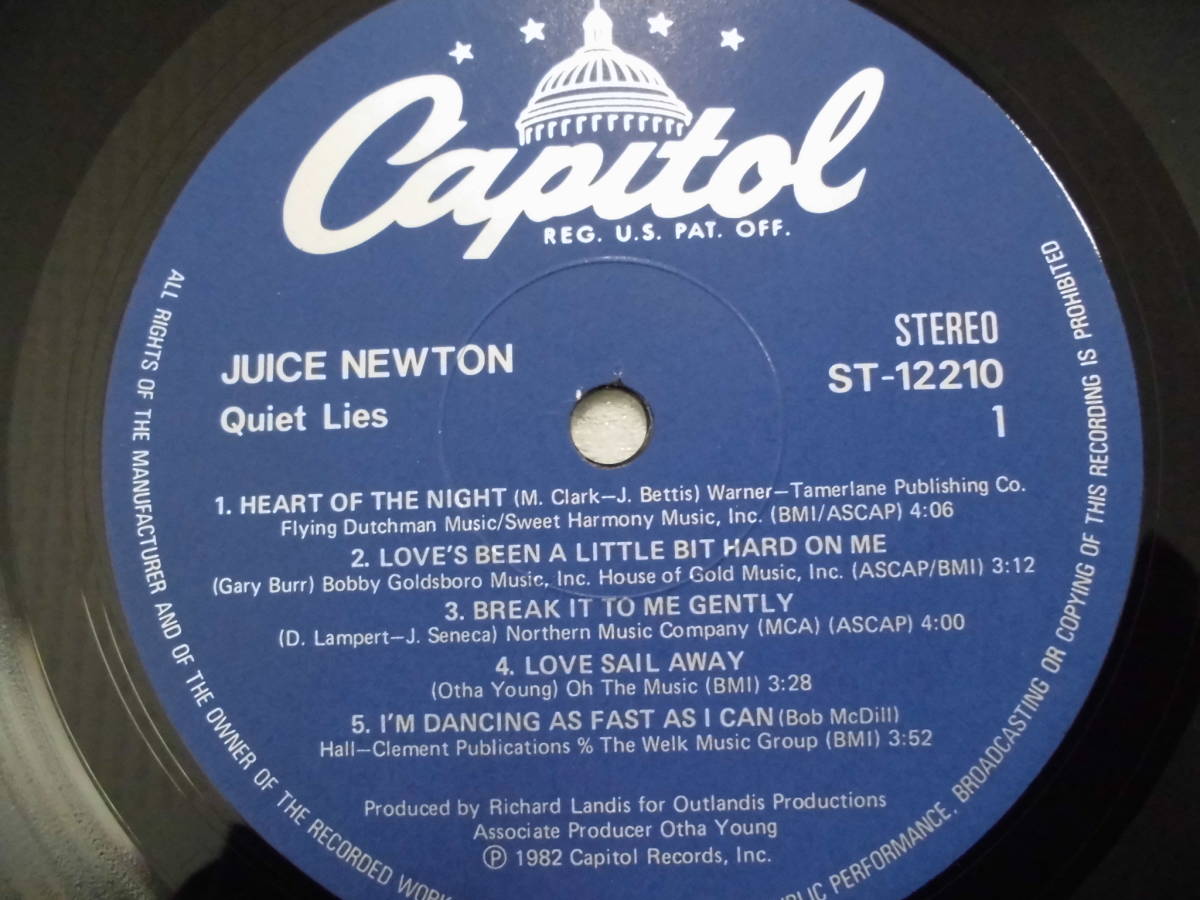 Capitol
REG. U.S. PAT. OFF.
JUICE NEWTON
Quiet Lies
STEREO
ST-12210
1
1. HEART OF THE NIGHT (M. Clark—J. Bettis) Warner—Tamerlane Publishing Co.
Flying Dutchman Music/Sweet Harmony Music, Inc. (BMI/ASCAP) 4:06
2. LOVE'S BEEN A LITTLE BIT HARD ON ME
(Gary Burr) Bobby Goldsboro Music, Inc. House of Gold Music, Inc. (ASCAP/BMI) 3:12
3. BREAK IT TO ME GENTLY
(D. Lampert—J. Seneca) Northern Music Company (MCA) (ASCAP) 4:00
4. LOVE SAIL AWAY
(Otha Young) Oh The Music (BMI) 3:28
5. I'M DANCING AS FAST AS I CAN (Bob McDill)
Hall—Clement Publications % The Welk Music Group (BMI) 3:52
Produced by Richard Landis for Outlandis Productions
Associate Producer Otha Young
Ⓟ 1982 Capitol Records, Inc.
ALL RIGHTS OF THE MANUFACTURER AND OF THE OWNER OF THE RECORDED WORK
PERFORMANCE, BROADCASTING OR COPYING OF THIS RECORDING IS PROHIBITED